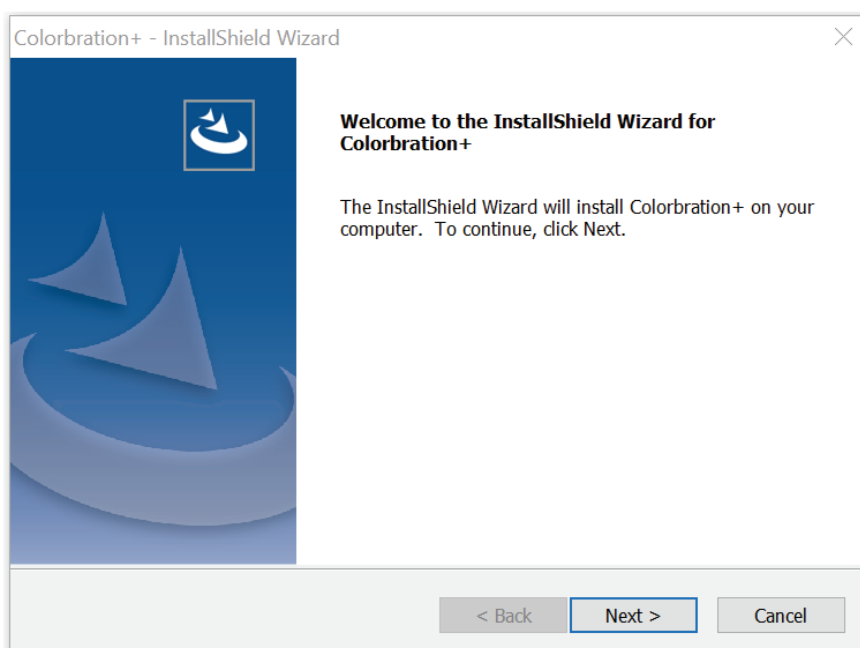 Colorbration+ - InstallShield Wizard
Welcome to the InstallShield Wizard for
Colorbration+
The InstallShield Wizard will install Colorbration+ on your
computer.  To continue, click Next.
< Back
Next >
Cancel